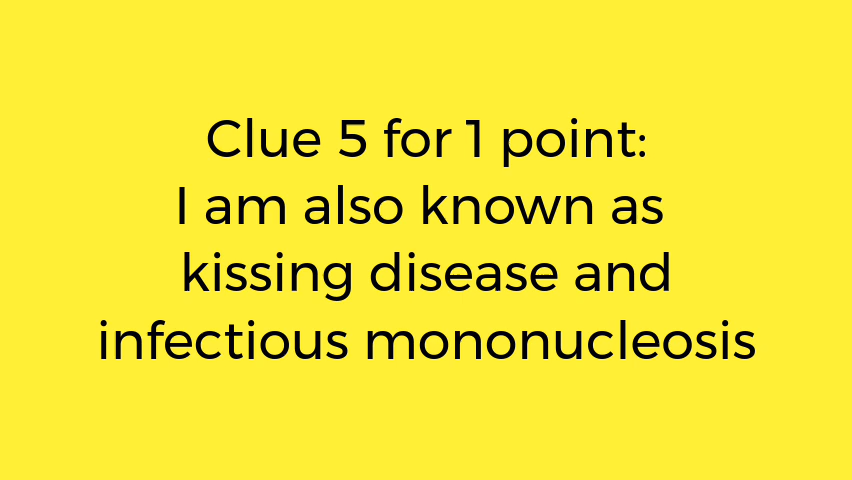 Clue 5 for 1 point:
I am also known as
kissing disease and
infectious mononucleosis